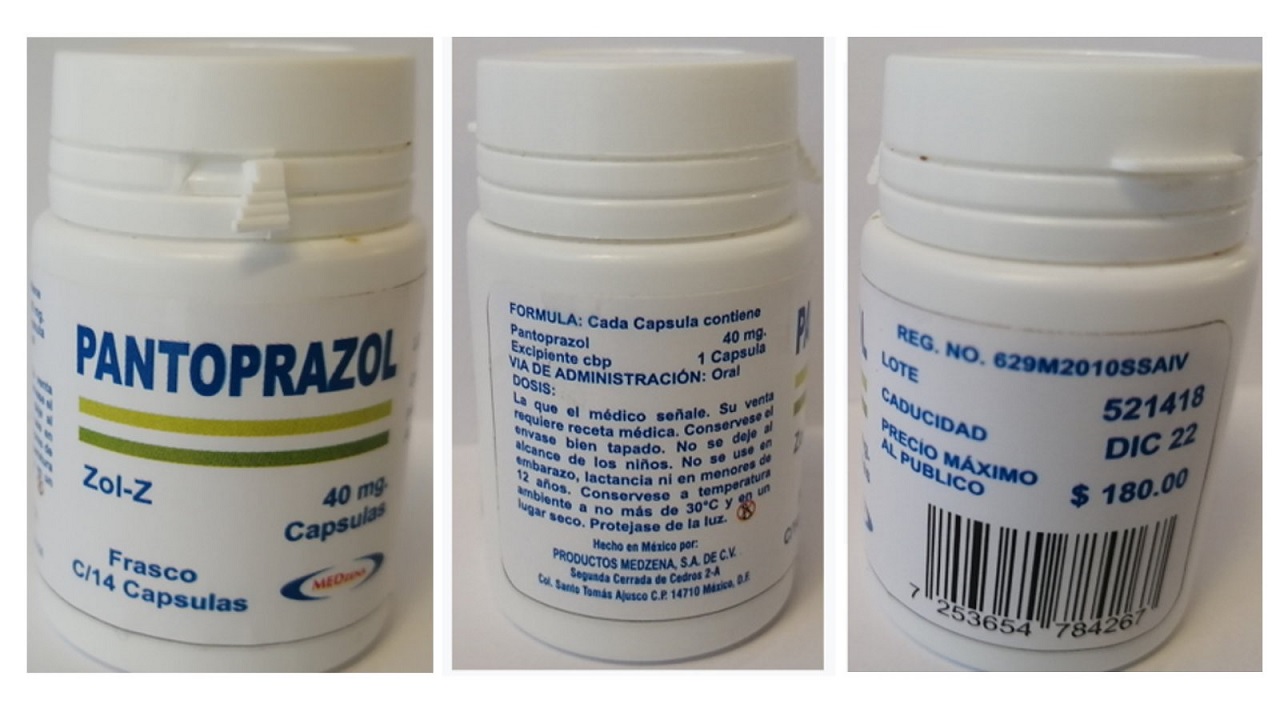 PANTOPRAZOL
Zol-Z
40 mg.
Capsulas
Frasco
C/14 Capsulas
MEDzena
FORMULA: Cada Capsula contiene
Pantoprazol 40 mg.
Excipiente cbp 1 Capsula
VIA DE ADMINISTRACIÓN: Oral
DOSIS:
La que el médico señale. Su venta
requiere receta médica. Conservese el
envase bien tapado. No se deje al
alcance de los niños. No se use en
embarazo, lactancia ni en menores de
12 años. Conservese a temperatura
ambiente a no más de 30°C y en un
lugar seco. Protejase de la luz.
Hecho en México por:
PRODUCTOS MEDZENA, S.A. DE C.V.
Segunda Cerrada de Cedros 2-A
Col. Santo Tomás Ajusco C.P. 14710 México, D.F.
REG. NO. 629M2010SSAIV
LOTE 521418
CADUCIDAD DIC 22
PRECIO MÁXIMO
AL PUBLICO $ 180.00
7 253654 784267